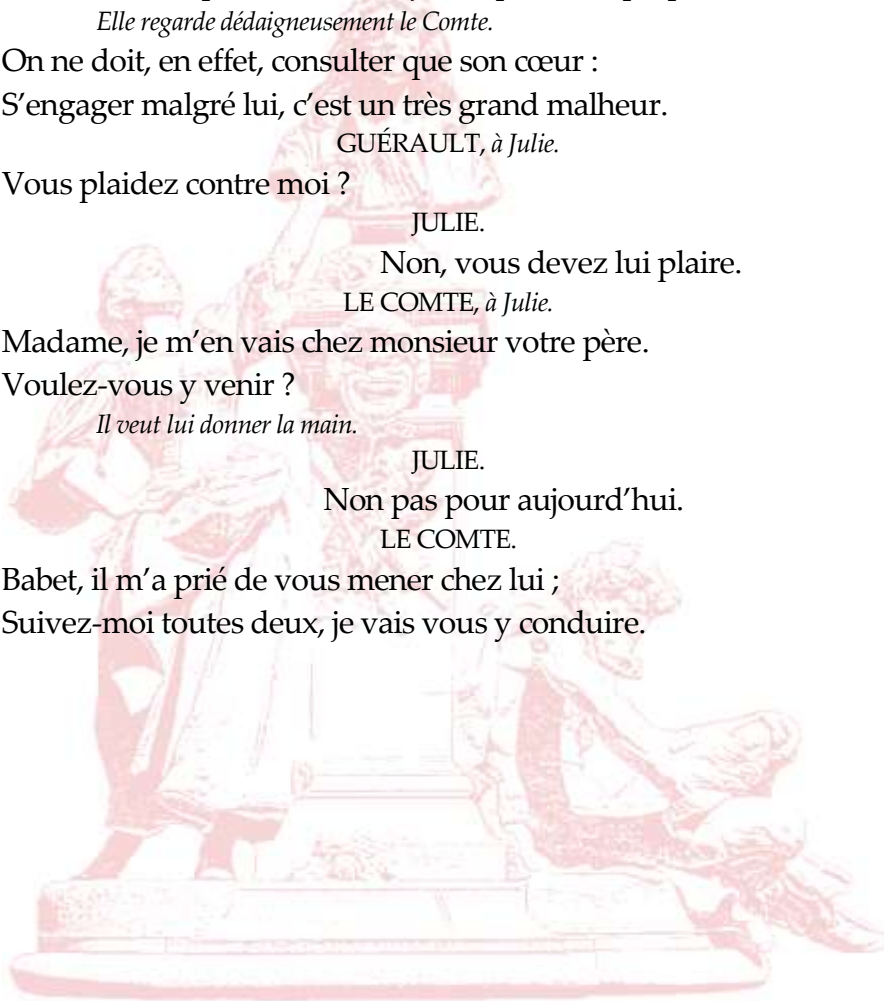 Elle regarde dédaigneusement le Comte.
On ne doit, en effet, consulter que son cœur :
S’engager malgré lui, c’est un très grand malheur.
GUÉRAULT, à Julie.
Vous plaidez contre moi ?
JULIE.
Non, vous devez lui plaire.
LE COMTE, à Julie.
Madame, je m’en vais chez monsieur votre père.
Voulez-vous y venir ?
Il veut lui donner la main.
JULIE.
Non pas pour aujourd’hui.
LE COMTE.
Babet, il m’a prié de vous mener chez lui ;
Suivez-moi toutes deux, je vais vous y conduire.